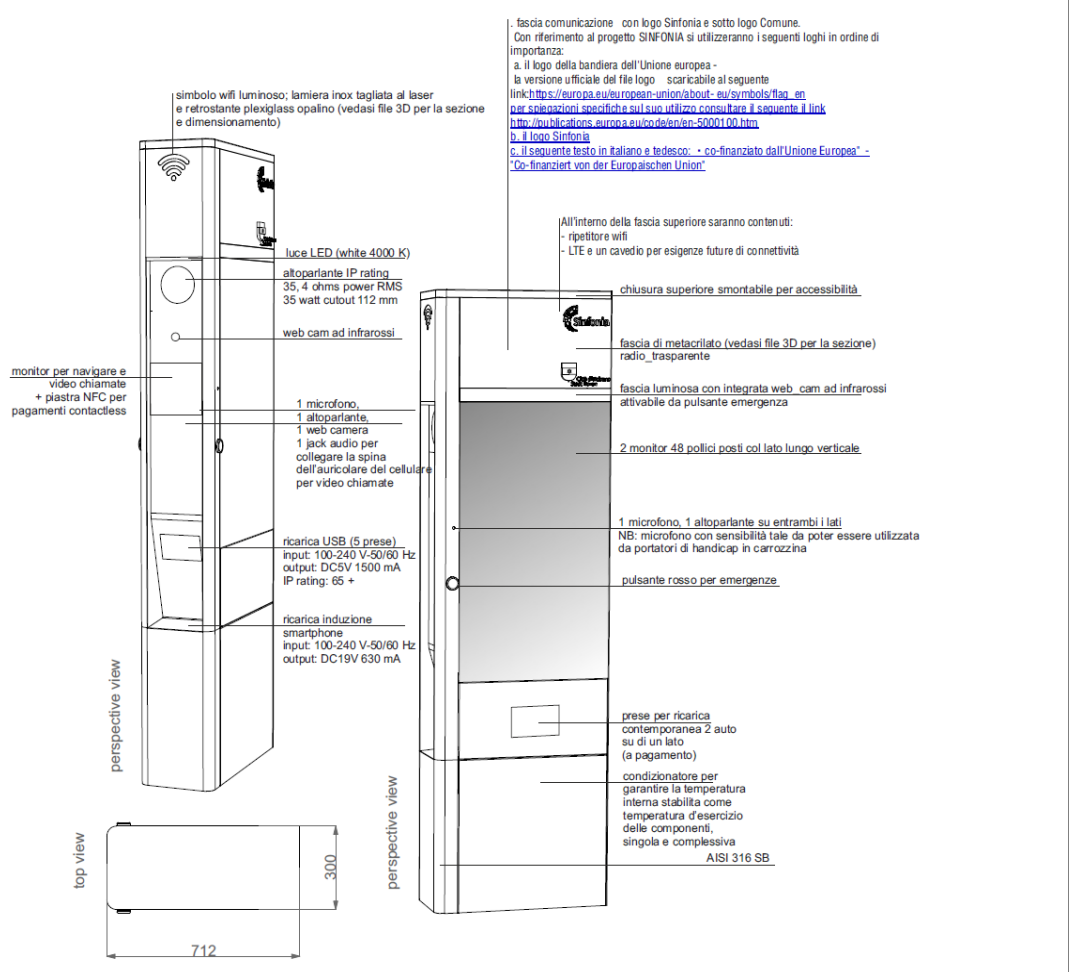 . fascia comunicazione con logo Sinfonia e sotto logo Comune.
Con riferimento al progetto SINFONIA si utilizzeranno i seguenti loghi in ordine di
importanza:
a. il logo della bandiera dell'Unione europea -
la versione ufficiale del file logo scaricabile al seguente
link:https://europa.eu/european-union/about- eu/symbols/flag_en
per spiegazioni specifiche sul suo utilizzo consultare il seguente il link
http://publications.europa.eu/code/en/en-5000100.htm
b. il logo Sinfonia
c. il seguente testo in italiano e tedesco: • co-finanziato dall'Unione Europea" -
"Co-finanziert von der Europaischen Union"
simbolo wifi luminoso; lamiera inox tagliata al laser
e retrostante plexiglass opalino (vedasi file 3D per la sezione
e dimensionamento)
All'interno della fascia superiore saranno contenuti:
- ripetitore wifi
- LTE e un cavedio per esigenze future di connettività
luce LED (white 4000 K)
altoparlante IP rating
35, 4 ohms power RMS
35 watt cutout 112 mm
web cam ad infrarossi
monitor per navigare e
video chiamate
+ piastra NFC per
pagamenti contactless
1 microfono,
1 altoparlante,
1 web camera
1 jack audio per
collegare la spina
dell'auricolare del cellulare
per video chiamate
ricarica USB (5 prese)
input: 100-240 V-50/60 Hz
output: DC5V 1500 mA
IP rating: 65 +
ricarica induzione
smartphone
input: 100-240 V-50/60 Hz
output: DC19V 630 mA
perspective view
chiusura superiore smontabile per accessibilità
Sinfonia
fascia di metacrilato (vedasi file 3D per la sezione)
radio_trasparente
fascia luminosa con integrata web_cam ad infrarossi
attivabile da pulsante emergenza
2 monitor 48 pollici posti col lato lungo verticale
1 microfono, 1 altoparlante su entrambi i lati
NB: microfono con sensibilità tale da poter essere utilizzata
da portatori di handicap in carrozzina
pulsante rosso per emergenze
prese per ricarica
contemporanea 2 auto
su di un lato
(a pagamento)
condizionatore per
garantire la temperatura
interna stabilita come
temperatura d'esercizio
delle componenti,
singola e complessiva
AISI 316 SB
perspective view
top view
300
712